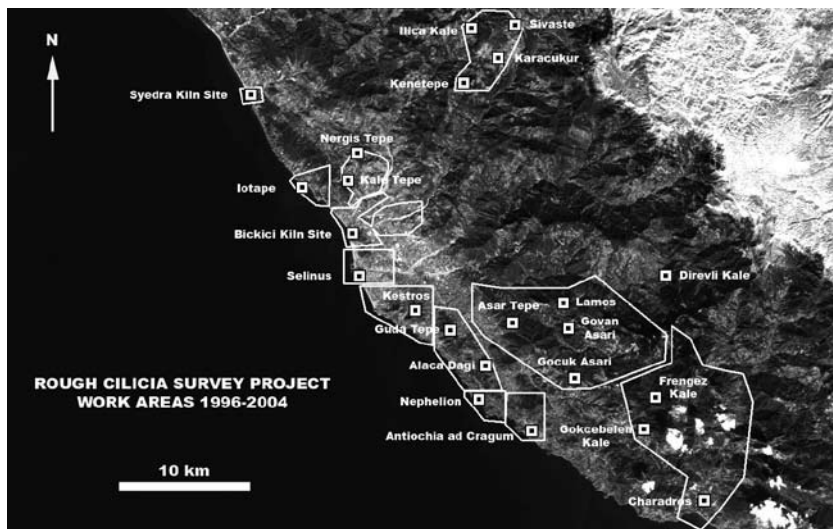 N
Ilica Kale
Sivaste
Karacukur
Kenetepe
Syedra Kiln Site
Nergis Tepe
Kale Tepe
Iotape
Bickici Kiln Site
Selinus
Direvli Kale
Kestros
Asar Tepe
Lamos
Guda Tepe
Govan
Asari
Alaca Dagi
Gocuk Asari
ROUGH CILICIA SURVEY PROJECT
WORK AREAS 1996-2004
Nephelion
Frengez
Kale
Antiochia ad Cragum
Gokcebelen
Kale
10 km
Charadros